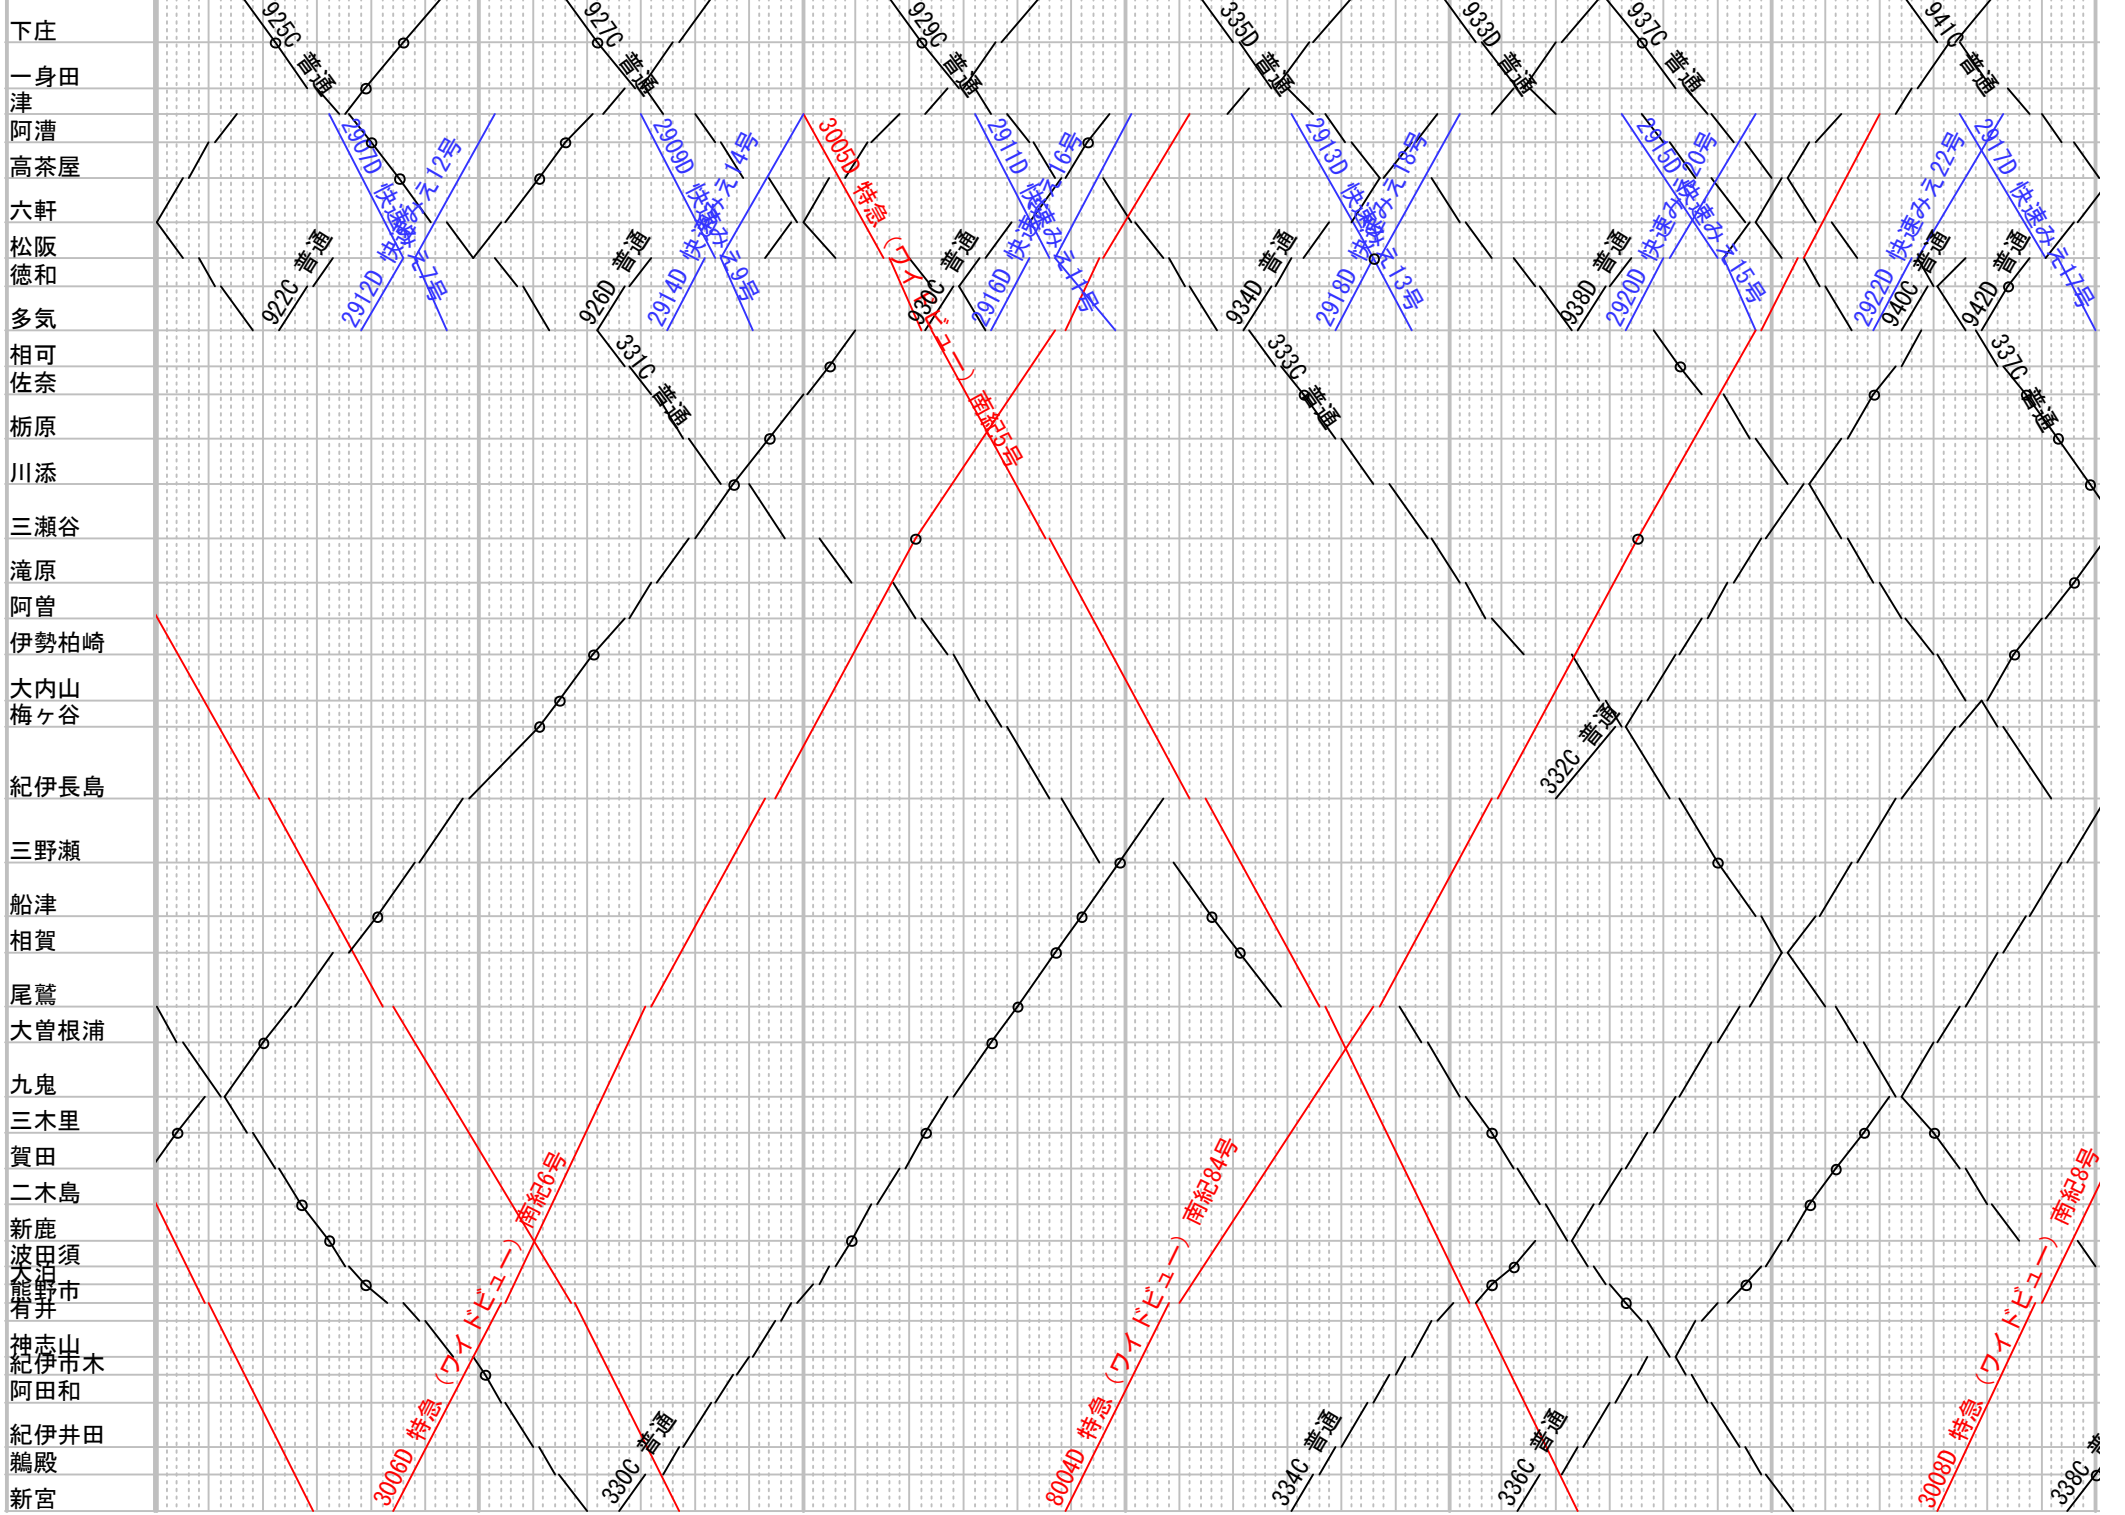 下庄
一身田
津
阿漕
高茶屋
六軒
松阪
徳和
多気
相可
佐奈
栃原
川添
三瀬谷
滝原
阿曽
伊勢柏崎
大内山
梅ヶ谷
紀伊長島
三野瀬
船津
相賀
尾鷲
大曽根浦
九鬼
三木里
賀田
二木島
新鹿
波田須
大泊
熊野市
有井
神志山
紀伊市木
阿田和
紀伊井田
鵜殿
新宮
925C 普通
927C 普通
929C 普通
335D 普通
933D 普通
937C 普通
941C 普通
2907D 快速みえ7号
2912D 快速みえ12号
2909D 快速みえ9号
2914D 快速みえ14号
3005D 特急（ワイドビュー）南紀5号
2911D 快速みえ11号
2916D 快速みえ16号
2913D 快速みえ13号
2918D 快速みえ18号
2915D 快速みえ15号
2920D 快速みえ20号
2922D 快速みえ22号
2917D 快速みえ17号
922C 普通
926D 普通
930C 普通
934D 普通
938D 普通
940C 普通
942D 普通
331C 普通
333C 普通
337C 普通
332C 普通
3006D 特急（ワイドビュー）南紀6号
330C 普通
8004D 特急（ワイドビュー）南紀84号
334C 普通
336C 普通
3008D 特急（ワイドビュー）南紀8号
338C 普